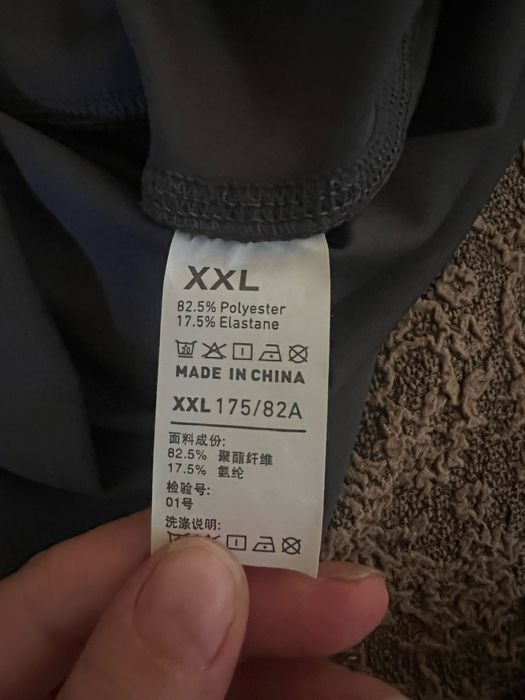 XXL
82.5% Polyester
17.5% Elastane
30
MADE IN CHINA
XXL 175/82A
面料成份:
82.5% 聚酯纤维
17.5% 氨纶
检验号:
01号
洗涤说明: